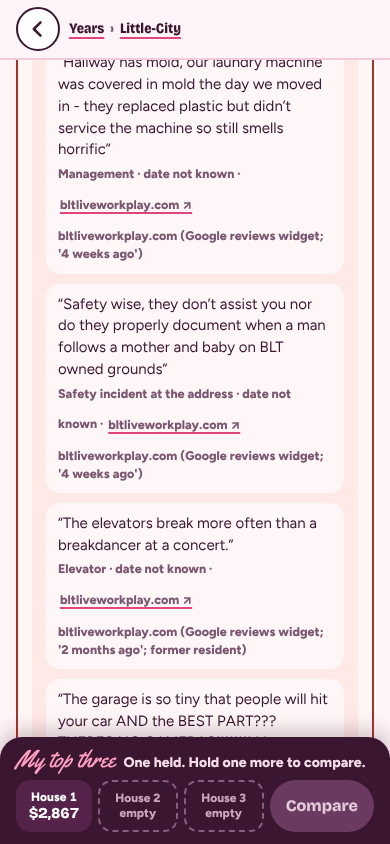 Years › Little-City
“Hallway has mold, our laundry machine
was covered in mold the day we moved
in - they replaced plastic but didn’t
service the machine so still smells
horrific”
Management · date not known ·
bltliveworkplay.com ↗
bltliveworkplay.com (Google reviews widget;
'4 weeks ago')
“Safety wise, they don’t assist you nor
do they properly document when a man
follows a mother and baby on BLT
owned grounds”
Safety incident at the address · date not
known · bltliveworkplay.com ↗
bltliveworkplay.com (Google reviews widget;
'4 weeks ago')
“The elevators break more often than a
breakdancer at a concert.”
Elevator · date not known ·
bltliveworkplay.com ↗
bltliveworkplay.com (Google reviews widget;
'2 months ago'; former resident)
“The garage is so tiny that people will hit
your car AND the BEST PART???
My top three One held. Hold one more to compare.
House 1
$2,867
House 2
empty
House 3
empty
Compare